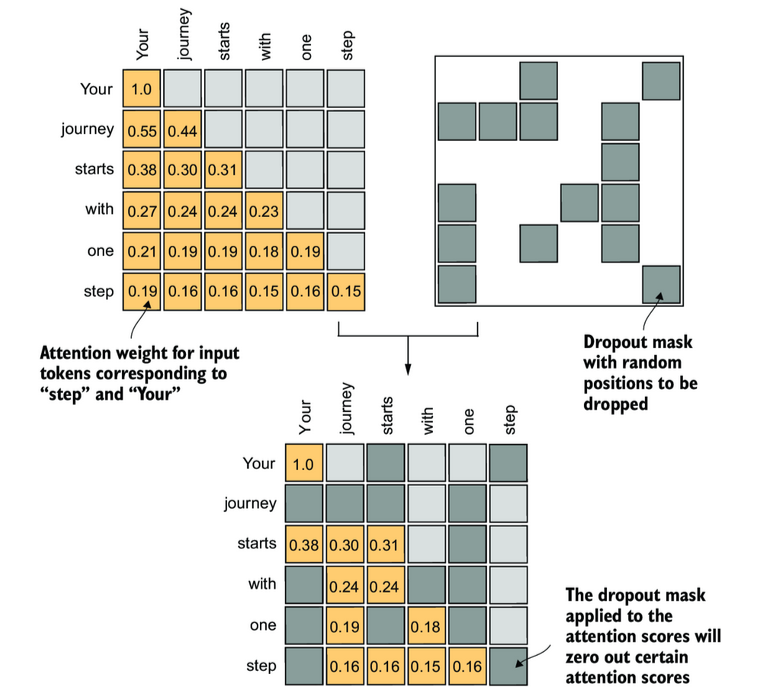 Your journey starts with one step
Your 1.0
journey 0.55 0.44
starts 0.38 0.30 0.31
with 0.27 0.24 0.24 0.23
one 0.21 0.19 0.19 0.18 0.19
step 0.19 0.16 0.16 0.15 0.16 0.15
Attention weight for input
tokens corresponding to
“step” and “Your”
Dropout mask
with random
positions to be
dropped
Your journey starts with one step
Your 1.0
journey
starts 0.38 0.30 0.31
with 0.24 0.24
one 0.19 0.18
step 0.16 0.16 0.15 0.16
The dropout mask
applied to the
attention scores will
zero out certain
attention scores